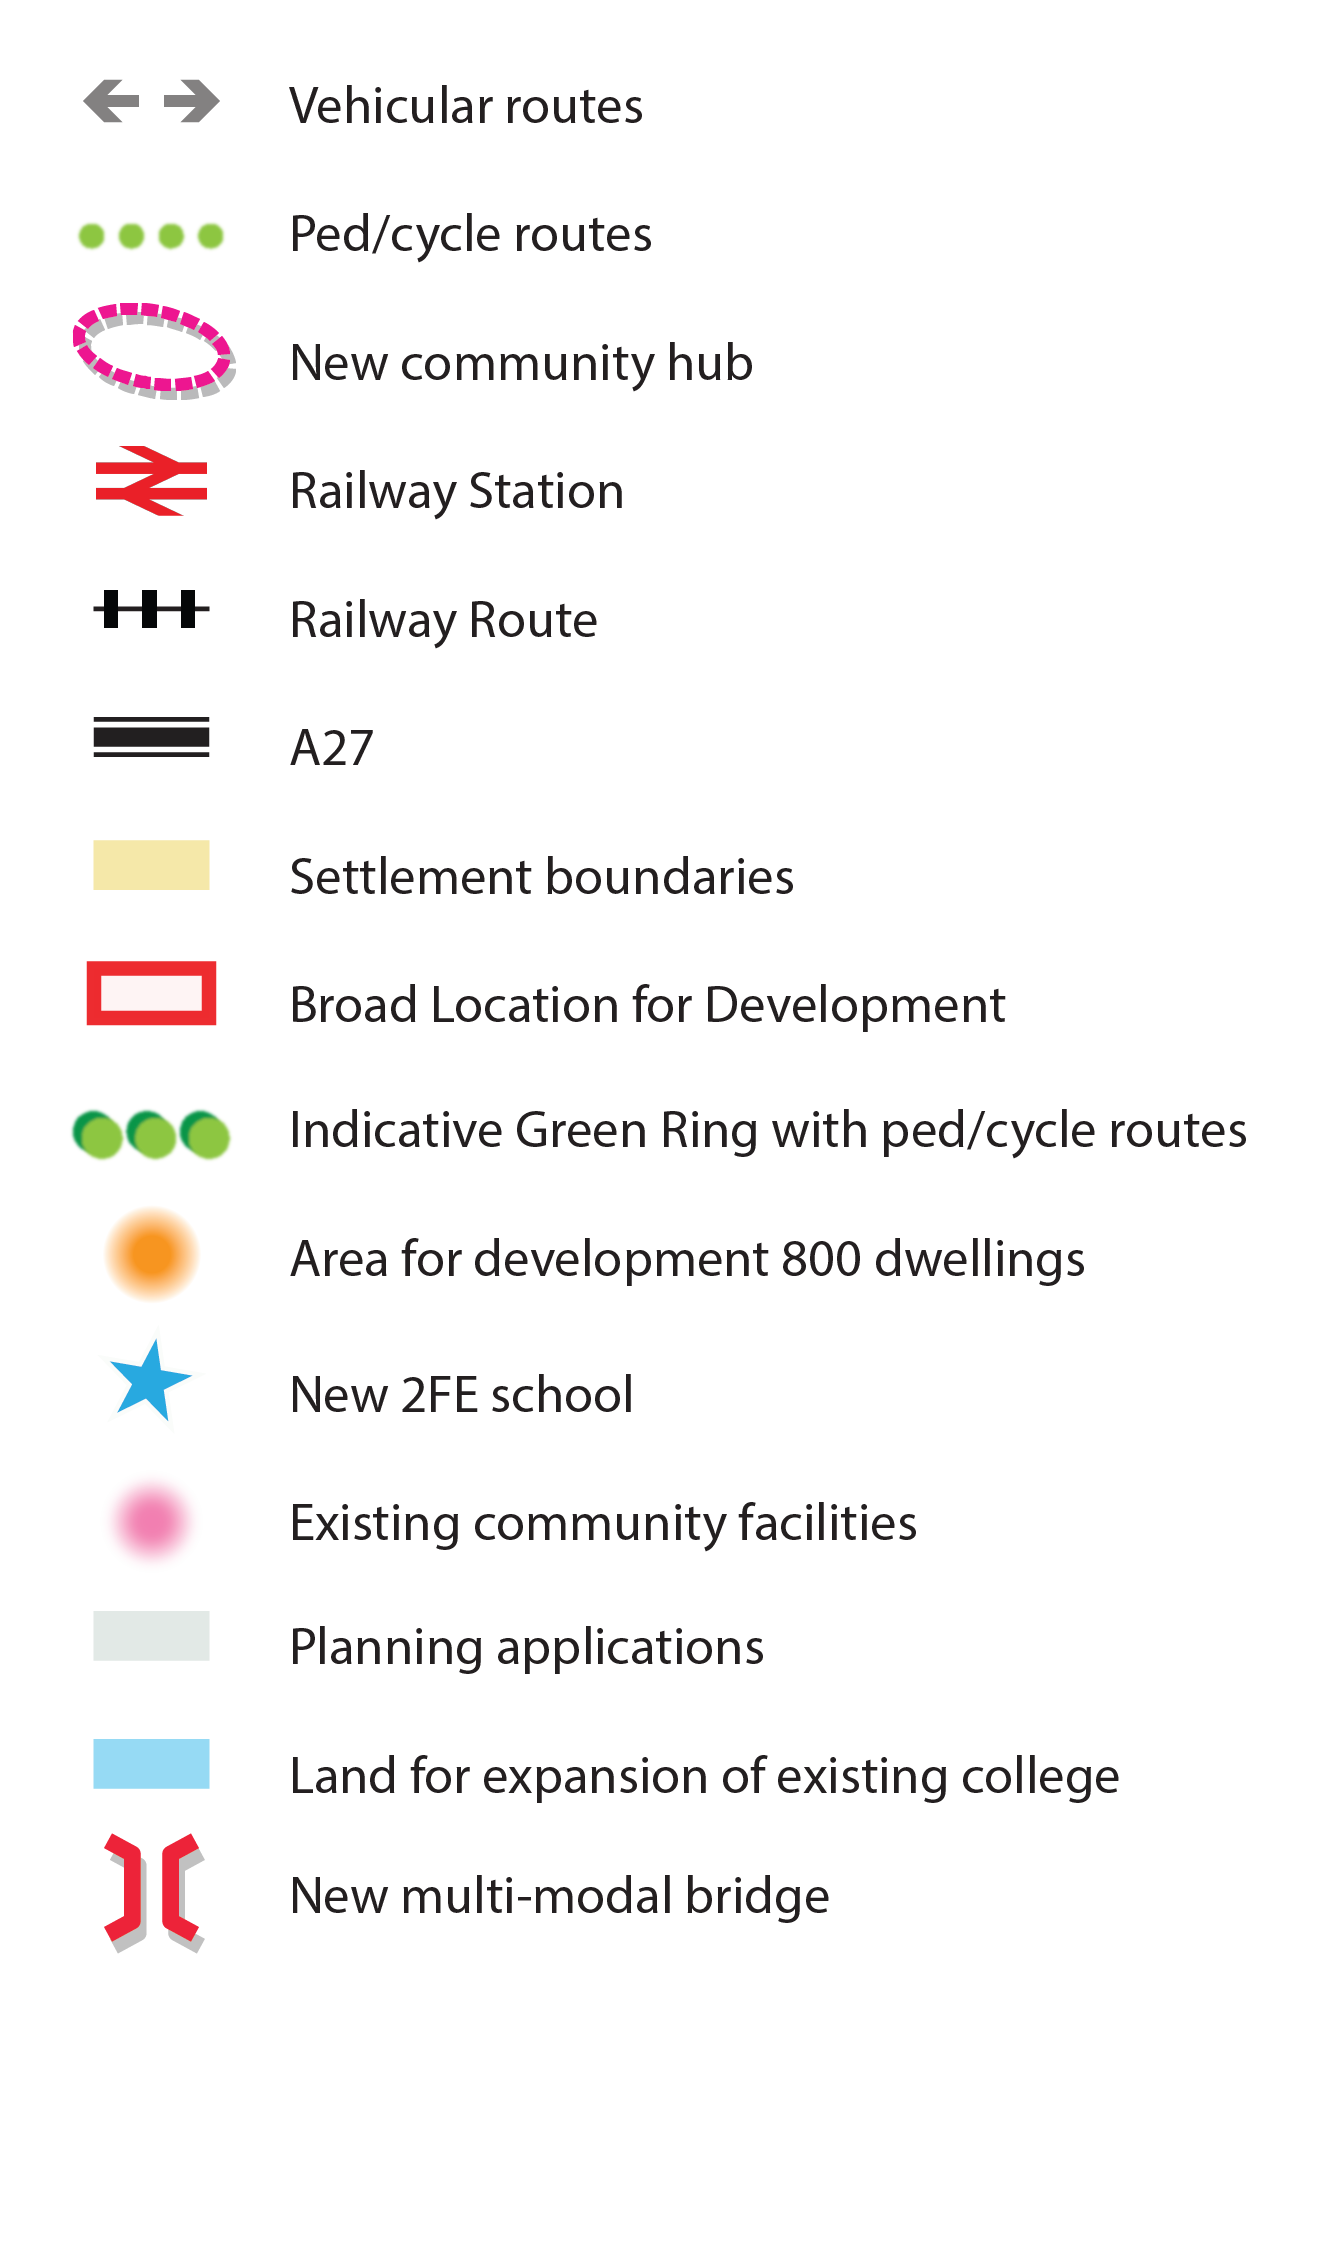 Vehicular routes
Ped/cycle routes
New community hub
Railway Station
Railway Route
A27
Settlement boundaries
Broad Location for Development
Indicative Green Ring with ped/cycle routes
Area for development 800 dwellings
New 2FE school
Existing community facilities
Planning applications
Land for expansion of existing college
New multi-modal bridge